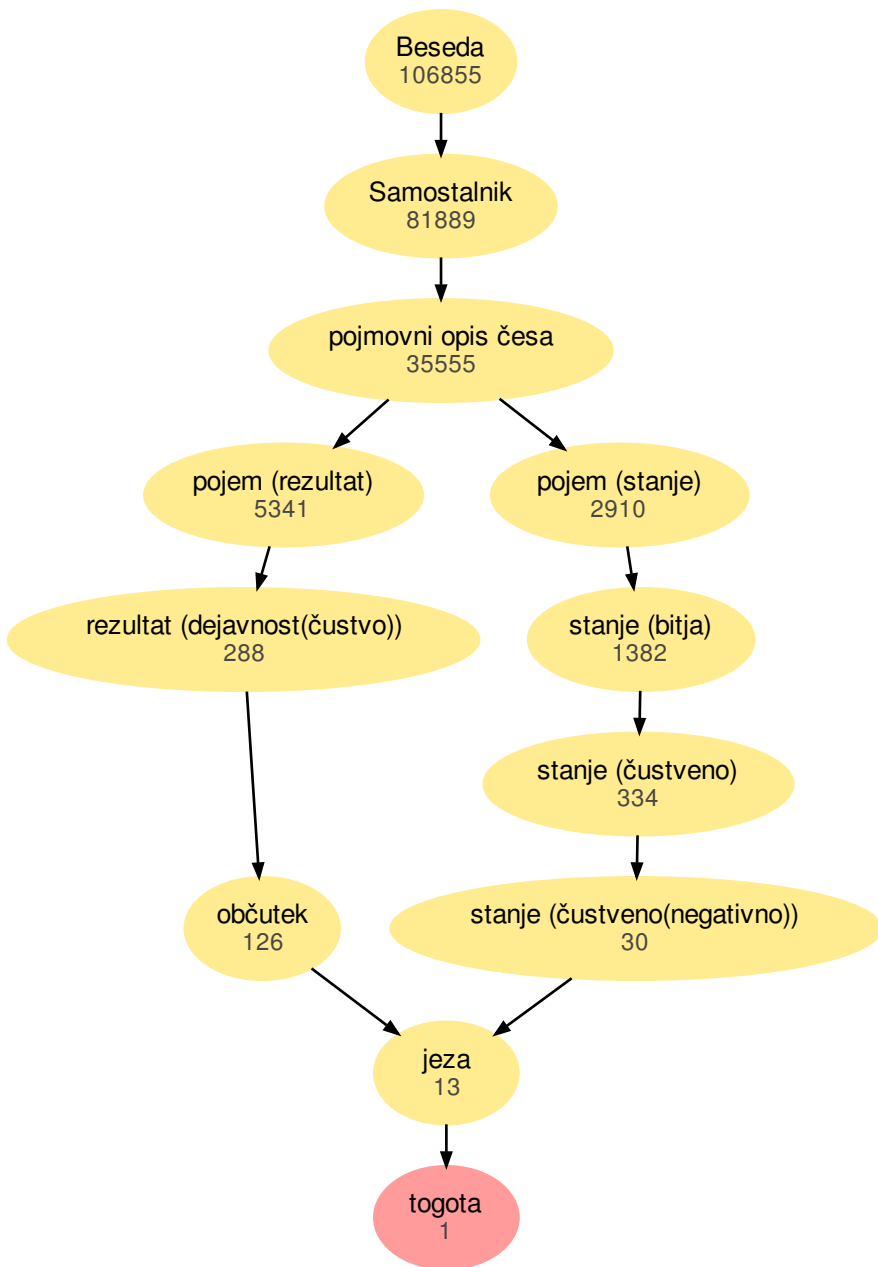 Beseda
106855
Samostalnik
81889
pojmovni opis česa
35555
pojem (rezultat)
5341
pojem (stanje)
2910
rezultat (dejavnost(čustvo))
288
stanje (bitja)
1382
stanje (čustveno)
334
občutek
126
stanje (čustveno(negativno))
30
jeza
13
togota
1